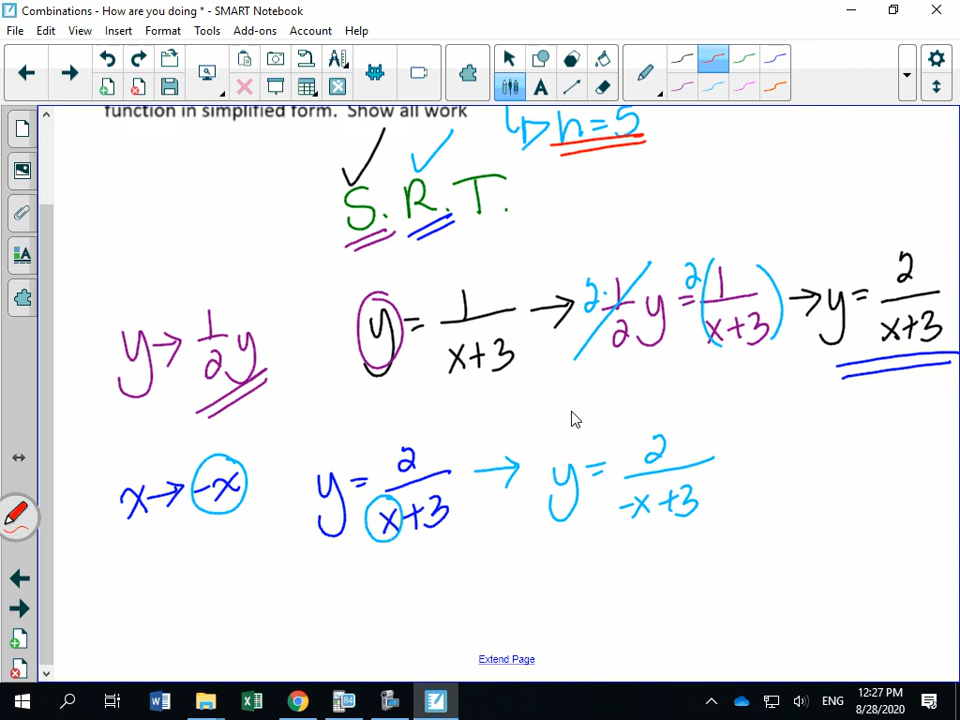 Combinations - How are you doing * - SMART Notebook
File Edit View Insert Format Tools Add-ons Account Help
function in simplified form. Show all work
↳ h = 5
S. R. T.
y → 1/2 y
y = 1/(x+3) → 2· 1/2 y = 2(1/(x+3)) → y = 2/(x+3)
x → -x
y = 2/(x+3) → y = 2/(-x+3)
Extend Page
ENG
12:27 PM
8/28/2020